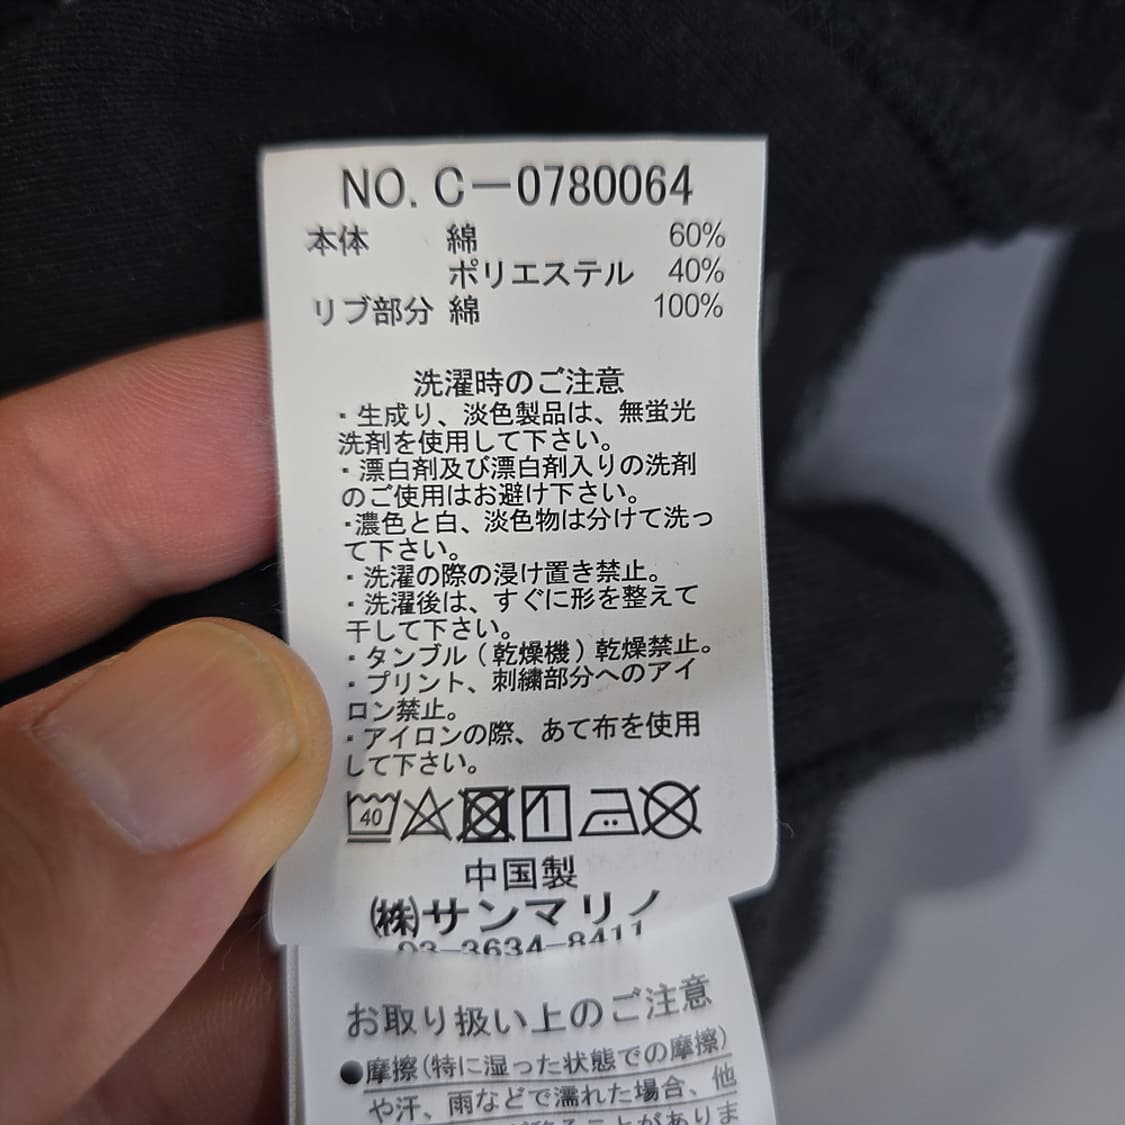 NO. C－0780064
本体 綿 60%
ポリエステル 40%
リブ部分 綿 100%
洗濯時のご注意
・生成り、淡色製品は、無蛍光
洗剤を使用して下さい。
・漂白剤及び漂白剤入りの洗剤
のご使用はお避け下さい。
・濃色と白、淡色物は分けて洗っ
て下さい。
・洗濯の際の浸け置き禁止。
・洗濯後は、すぐに形を整えて
干して下さい。
・タンブル(乾燥機)乾燥禁止。
・プリント、刺繍部分へのアイ
ロン禁止。
・アイロンの際、あて布を使用
して下さい。
40
中国製
(株)サンマリノ
03-3634-8411
お取り扱い上のご注意
●摩擦(特に湿った状態での摩擦)
や汗、雨などで濡れた場合、他
ることがありま